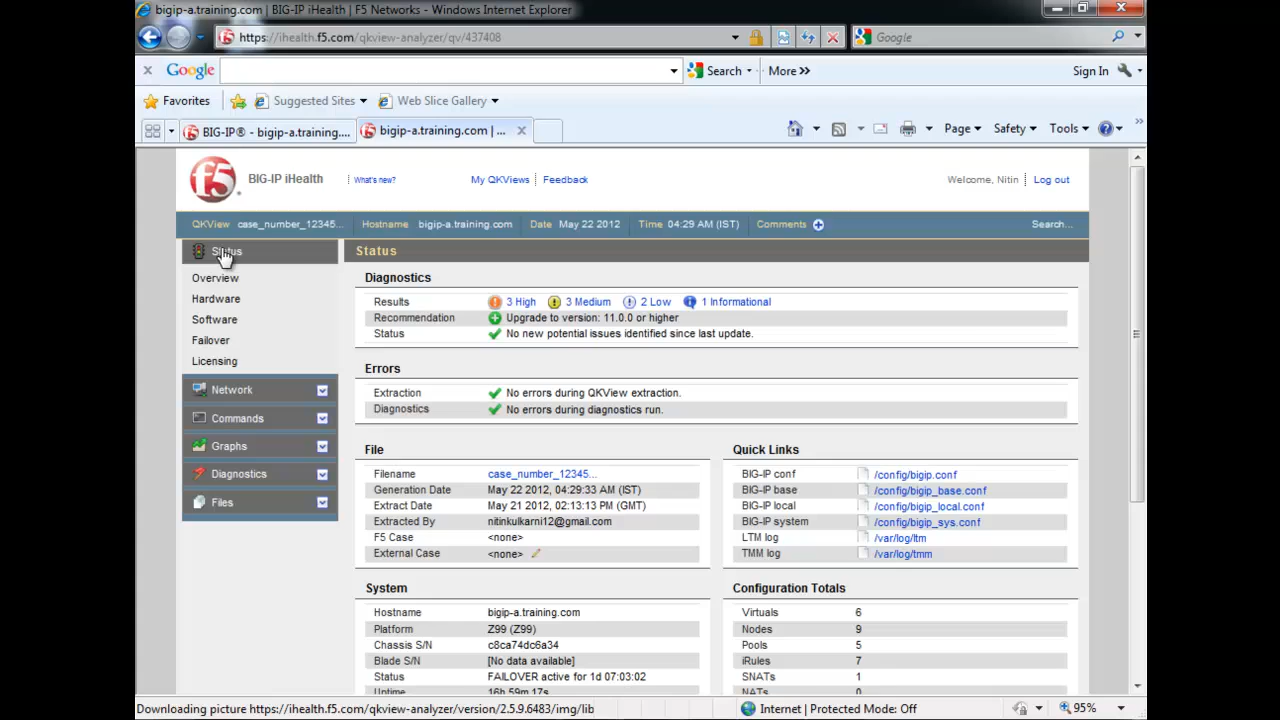 bigip-a.training.com | BIG-IP iHealth | F5 Networks - Windows Internet Explorer
https://ihealth.f5.com/qkview-analyzer/qv/437408 Google
Google Search More >> Sign In
Favorites Suggested Sites Web Slice Gallery
BIG-IP® - bigip-a.training.... bigip-a.training.com | ... Page Safety Tools
f5 BIG-IP iHealth What's new? My QKViews Feedback Welcome, Nitin Log out
QKView case_number_12345... Hostname bigip-a.training.com Date May 22 2012 Time 04:29 AM (IST) Comments Search...
Status
Overview
Hardware
Software
Failover
Licensing
Network
Commands
Graphs
Diagnostics
Files
Status
Diagnostics
Results 3 High 3 Medium 2 Low 1 Informational
Recommendation Upgrade to version: 11.0.0 or higher
Status No new potential issues identified since last update.
Errors
Extraction No errors during QKView extraction.
Diagnostics No errors during diagnostics run.
File
Filename case_number_12345...
Generation Date May 22 2012, 04:29:33 AM (IST)
Extract Date May 21 2012, 02:13:13 PM (GMT)
Extracted By nitinkulkarni12@gmail.com
F5 Case <none>
External Case <none>
Quick Links
BIG-IP conf /config/bigip.conf
BIG-IP base /config/bigip_base.conf
BIG-IP local /config/bigip_local.conf
BIG-IP system /config/bigip_sys.conf
LTM log /var/log/ltm
TMM log /var/log/tmm
System
Hostname bigip-a.training.com
Platform Z99 (Z99)
Chassis S/N c8ca74dc6a34
Blade S/N [No data available]
Status FAILOVER active for 1d 07:03:02
Uptime 16h 59m 17s
Configuration Totals
Virtuals 6
Nodes 9
Pools 5
iRules 7
SNATs 1
NATs 0
Downloading picture https://ihealth.f5.com/qkview-analyzer/version/2.5.9.6483/img/lib Internet | Protected Mode: Off 95%